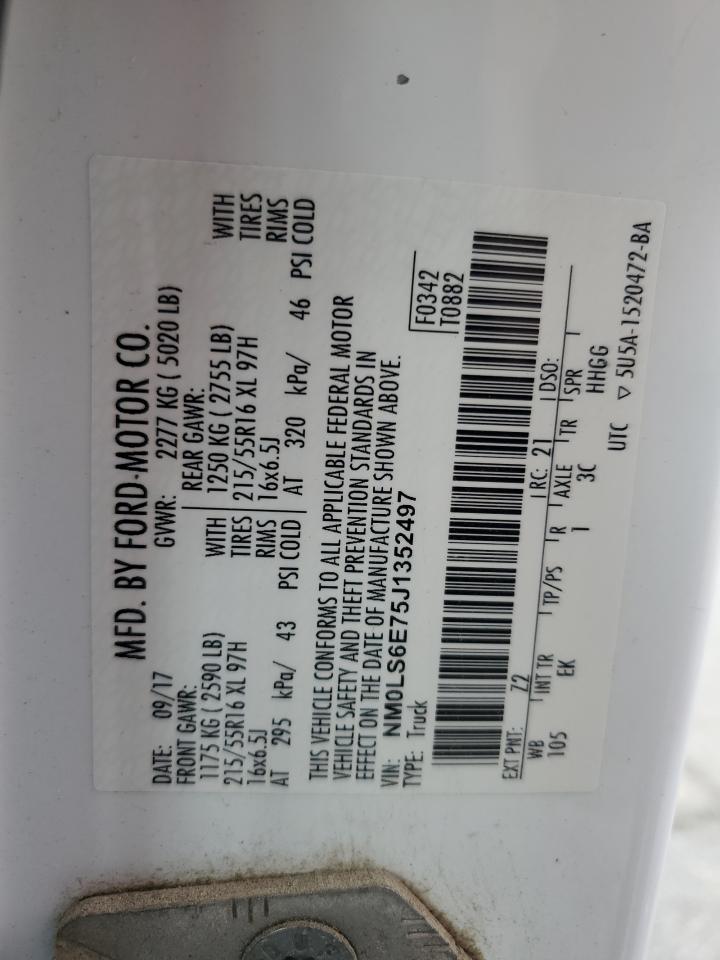 MFD. BY FORD-MOTOR CO.
DATE: 09/17 GVWR: 2277 KG ( 5020 LB)
FRONT GAWR: REAR GAWR:
1175 KG ( 2590 LB) WITH 1250 KG ( 2755 LB) WITH
215/55R16 XL 97H TIRES 215/55R16 XL 97H TIRES
16x6.5J RIMS 16x6.5J RIMS
AT 295 kPa/ 43 PSI COLD AT 320 kPa/ 46 PSI COLD
THIS VEHICLE CONFORMS TO ALL APPLICABLE FEDERAL MOTOR
VEHICLE SAFETY AND THEFT PREVENTION STANDARDS IN
EFFECT ON THE DATE OF MANUFACTURE SHOWN ABOVE.
VIN: NM0LS6E75J1352497
TYPE: Truck
F0342
T0882
EXT PNT: Z2 RC: 21 DSO:
WB INT TR TP/PS R AXLE TR SPR
105 EK 1 3C HHGG
UTC ▽ 5U5A-1520472-BA